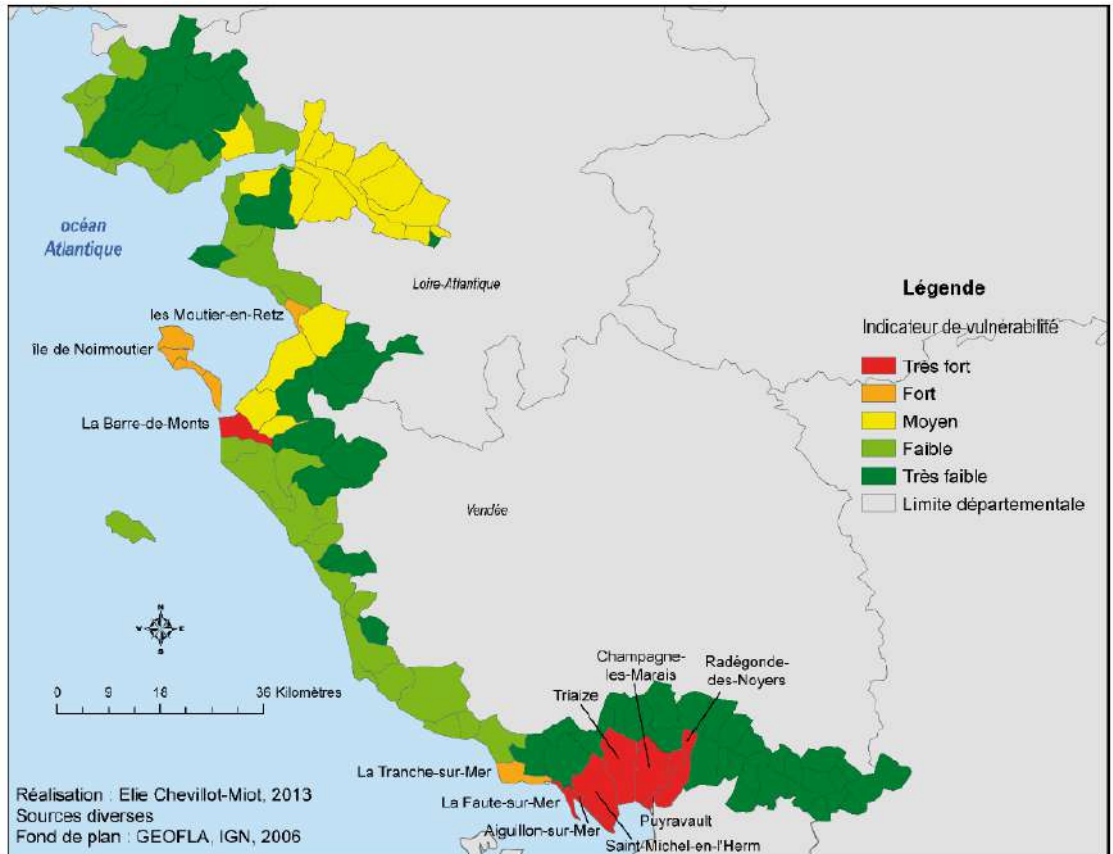 océan
Atlantique
Loire-Atlantique
les Moutier-en-Retz
île de Noirmoutier
La Barre-de-Monts
Vendée
Légende
Indicateur de vulnérabilité
Très fort
Fort
Moyen
Faible
Très faible
Limite départementale
N
E
S
0 9 18 36 Kilomètres
Champagne-
les-Marais
Radégonde-
des-Noyers
Triaize
La Tranche-sur-Mer
La Faute-sur-Mer
Aiguillon-sur-Mer
Puyravault
Saint-Michel-en-l'Herm
Réalisation : Elie Chevillot-Miot, 2013
Sources diverses
Fond de plan : GEOFLA, IGN, 2006